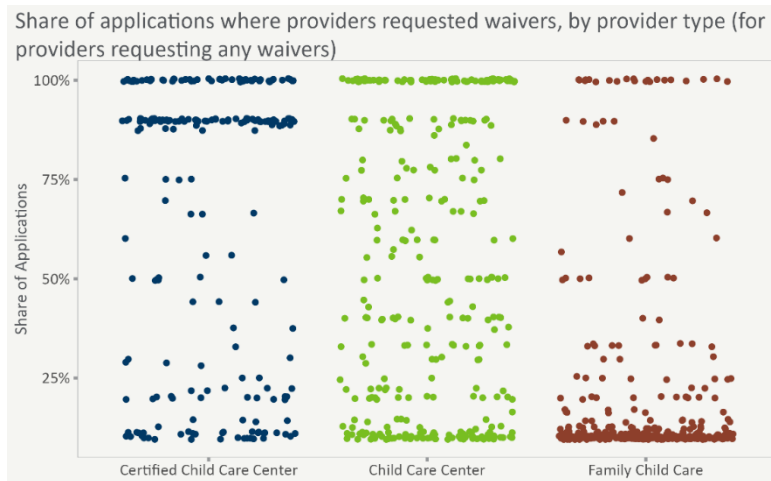 Share of applications where providers requested waivers, by provider type (for
providers requesting any waivers)
100%
75%
50%
25%
Share of Applications
Certified Child Care Center
Child Care Center
Family Child Care